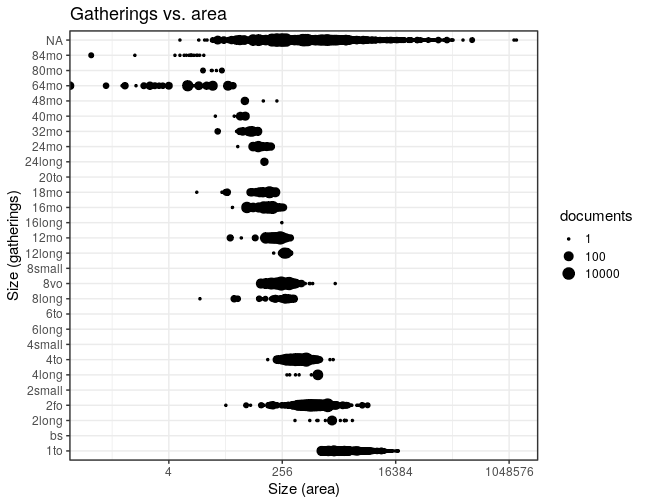 Gatherings vs. area
Size (gatherings)
NA
84mo
80mo
64mo
48mo
40mo
32mo
24mo
24long
20to
18mo
16mo
16long
12mo
12long
8small
8vo
8long
6to
6long
4small
4to
4long
2small
2fo
2long
bs
1to
4 256 16384 1048576
Size (area)
documents
1
100
10000